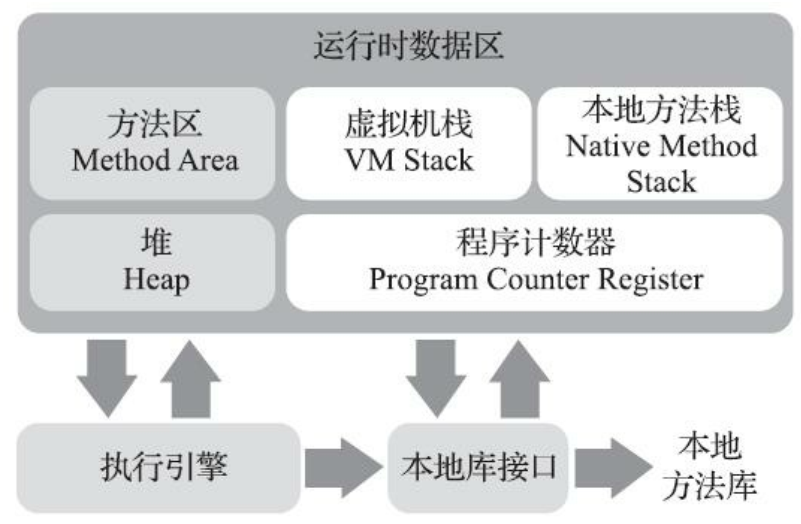 运行时数据区
方法区
Method Area
虚拟机栈
VM Stack
本地方法栈
Native Method
Stack
堆
Heap
程序计数器
Program Counter Register
执行引擎
本地库接口
本地
方法库